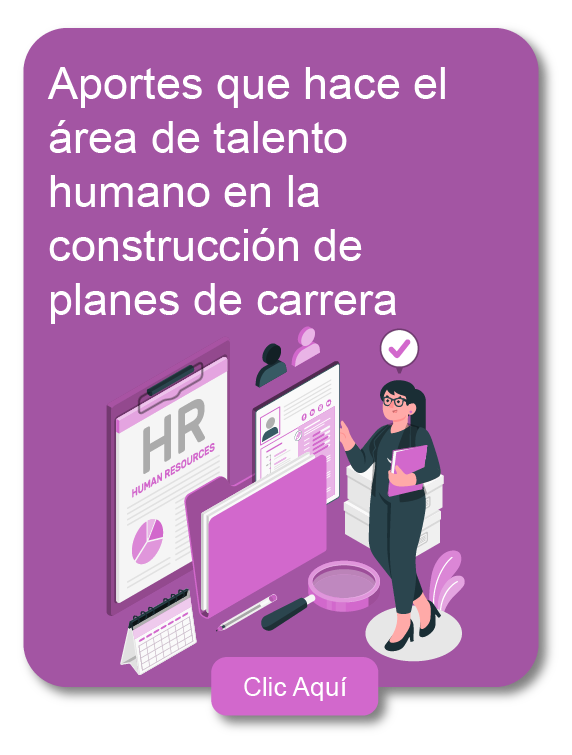 Aportes que hace el
área de talento
humano en la
construcción de
planes de carrera
HR
HUMAN RESOURCES
Clic Aquí